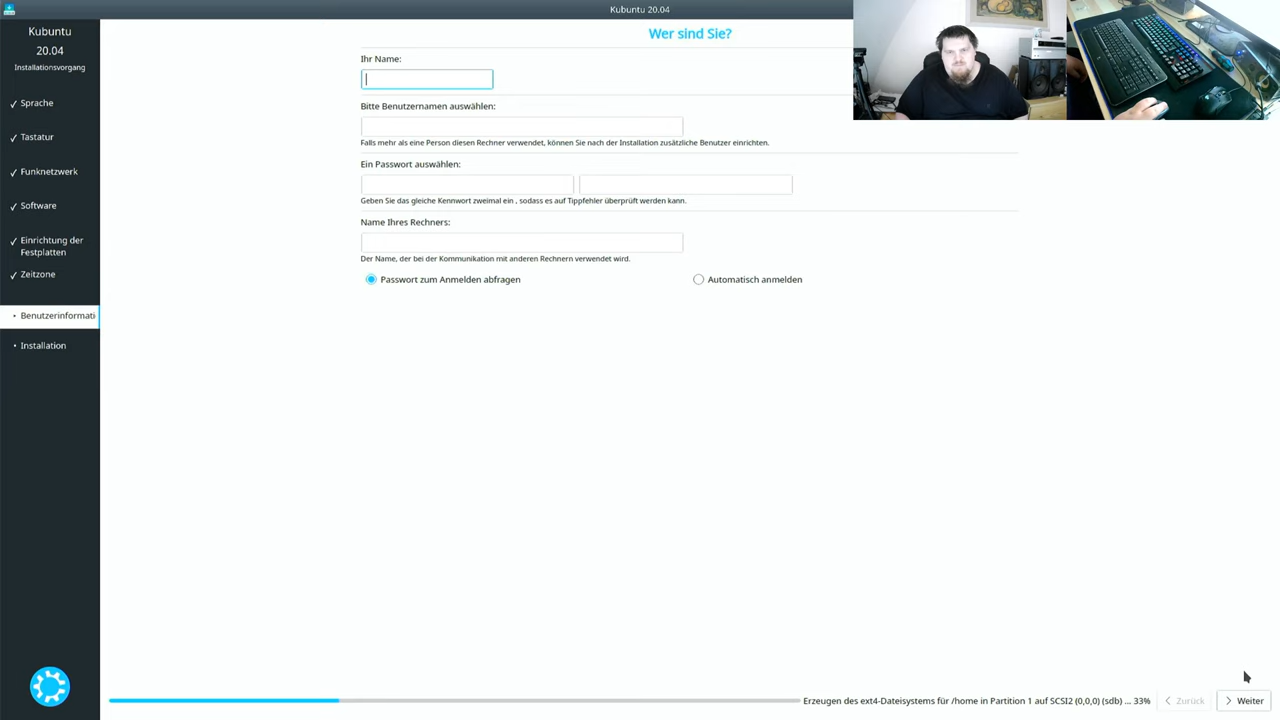 Kubuntu 20.04
Kubuntu
20.04
Installationsvorgang
Sprache
Tastatur
Funknetzwerk
Software
Einrichtung der
Festplatten
Zeitzone
Benutzerinformati
Installation
Wer sind Sie?
Ihr Name:
Bitte Benutzernamen auswählen:
Falls mehr als eine Person diesen Rechner verwendet, können Sie nach der Installation zusätzliche Benutzer einrichten.
Ein Passwort auswählen:
Geben Sie das gleiche Kennwort zweimal ein , sodass es auf Tippfehler überprüft werden kann.
Name Ihres Rechners:
Der Name, der bei der Kommunikation mit anderen Rechnern verwendet wird.
Passwort zum Anmelden abfragen
Automatisch anmelden
Erzeugen des ext4-Dateisystems für /home in Partition 1 auf SCSI2 (0,0,0) (sdb) ... 33%
Zurück
Weiter